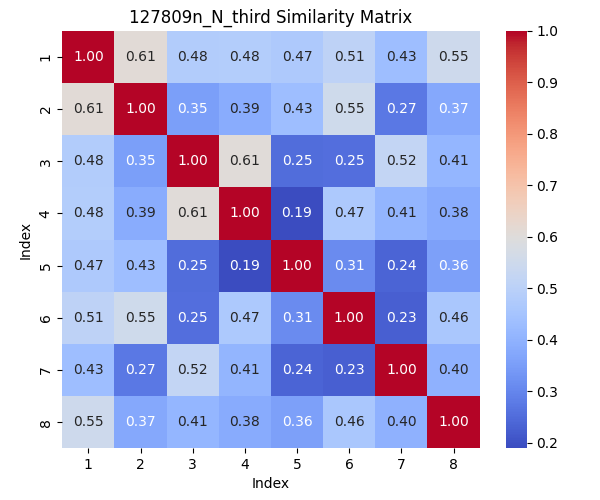 127809n_N_third Similarity Matrix
1 1.00 0.61 0.48 0.48 0.47 0.51 0.43 0.55
2 0.61 1.00 0.35 0.39 0.43 0.55 0.27 0.37
3 0.48 0.35 1.00 0.61 0.25 0.25 0.52 0.41
4 0.48 0.39 0.61 1.00 0.19 0.47 0.41 0.38
5 0.47 0.43 0.25 0.19 1.00 0.31 0.24 0.36
6 0.51 0.55 0.25 0.47 0.31 1.00 0.23 0.46
7 0.43 0.27 0.52 0.41 0.24 0.23 1.00 0.40
8 0.55 0.37 0.41 0.38 0.36 0.46 0.40 1.00
1 2 3 4 5 6 7 8
Index
Index
1.0
0.9
0.8
0.7
0.6
0.5
0.4
0.3
0.2